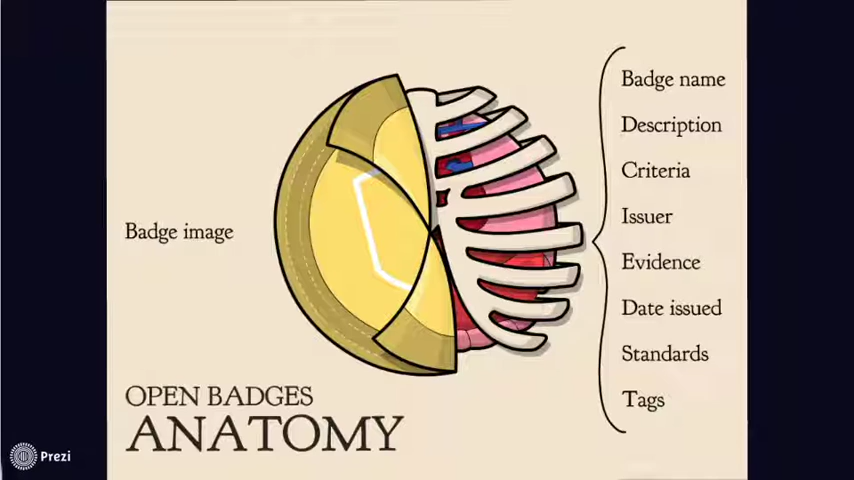 Badge image
OPEN BADGES
ANATOMY
Badge name
Description
Criteria
Issuer
Evidence
Date issued
Standards
Tags
Prezi